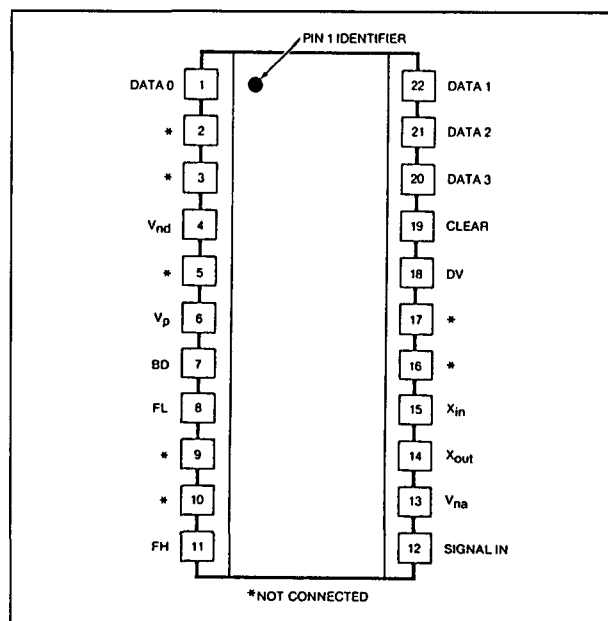 PIN 1 IDENTIFIER
DATA 0 1 22 DATA 1
* 2 21 DATA 2
* 3 20 DATA 3
Vnd 4 19 CLEAR
* 5 18 DV
Vp 6 17 *
BD 7 16 *
FL 8 15 Xin
* 9 14 Xout
* 10 13 Vna
FH 11 12 SIGNAL IN
*NOT CONNECTED